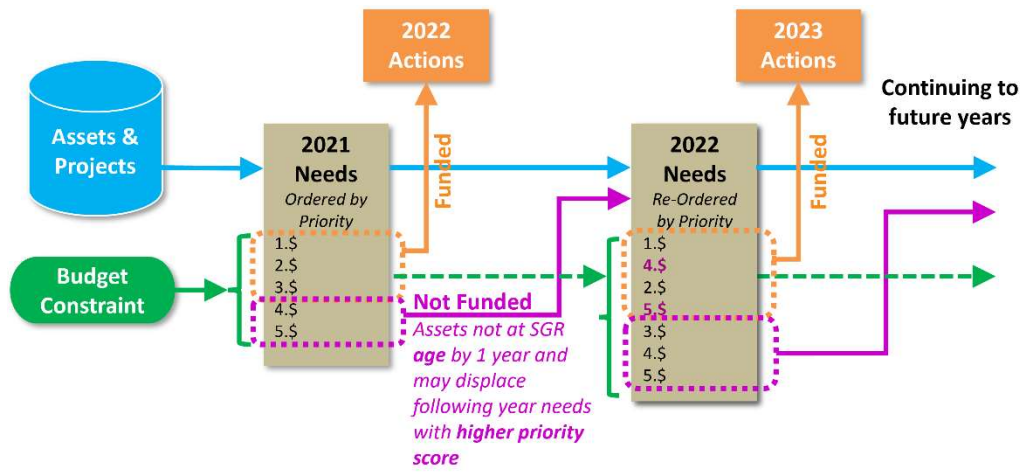 2022
Actions
2023
Actions
Continuing to
future years
Assets &
Projects
2021
Needs
Ordered by
Priority
Funded
2022
Needs
Re-Ordered
by Priority
Funded
Budget
Constraint
1.$
2.$
3.$
4.$
5.$
Not Funded
Assets not at SGR
age by 1 year and
may displace
following year needs
with higher priority
score
1.$
4.$
2.$
5.$
3.$
4.$
5.$